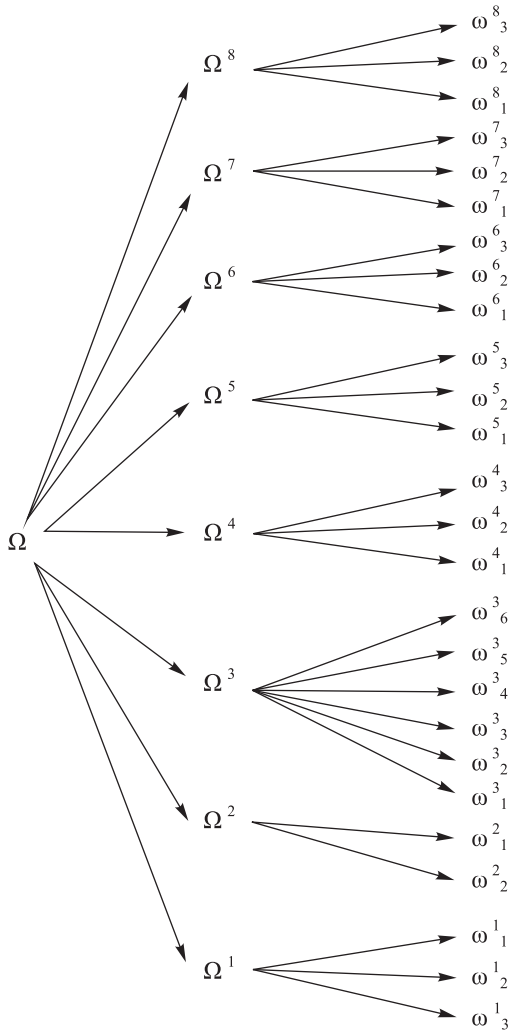 ω⁸₃
Ω⁸
ω⁸₂
ω⁸₁
ω⁷₃
Ω⁷
ω⁷₂
ω⁷₁
ω⁶₃
Ω⁶
ω⁶₂
ω⁶₁
ω⁵₃
Ω⁵
ω⁵₂
ω⁵₁
ω⁴₃
Ω
Ω⁴
ω⁴₂
ω⁴₁
ω³₆
ω³₅
Ω³
ω³₄
ω³₃
ω³₂
ω³₁
Ω²
ω²₁
ω²₂
ω¹₁
Ω¹
ω¹₂
ω¹₃